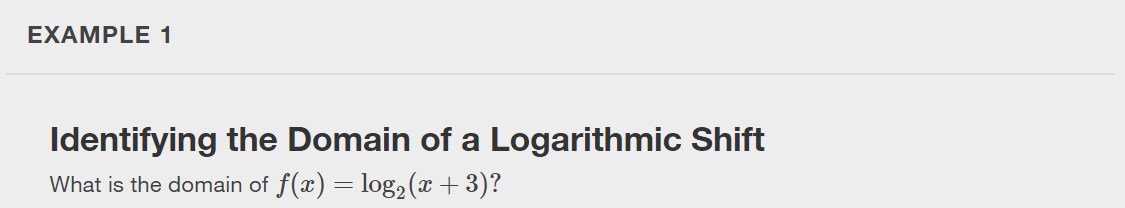 EXAMPLE 1
Identifying the Domain of a Logarithmic Shift
What is the domain of f(x) = log₂(x + 3)?